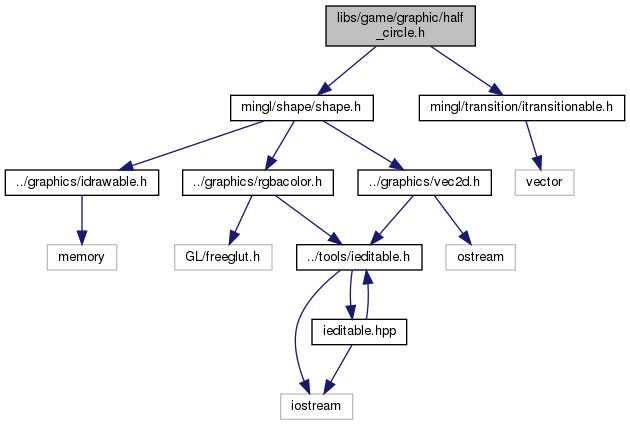 libs/game/graphic/half
_circle.h
mingl/shape/shape.h
mingl/transition/itransitionable.h
../graphics/idrawable.h
../graphics/rgbacolor.h
../graphics/vec2d.h
vector
memory
GL/freeglut.h
../tools/ieditable.h
ostream
ieditable.hpp
iostream